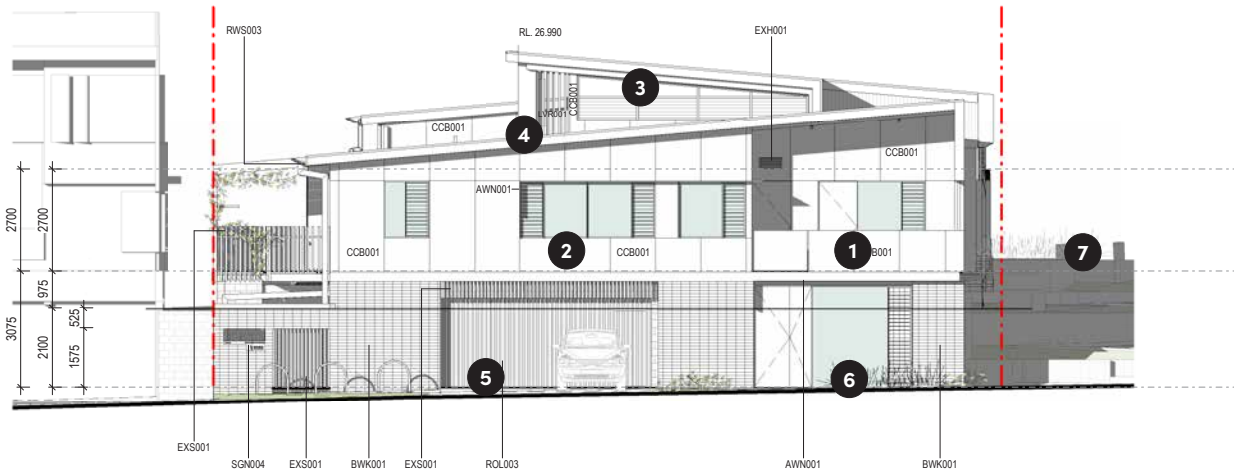 RWS003
RL. 26.990
EXH001
3
CCB001
LVR001
CCB001
4
CCB001
AWN001
2700
2700
CCB001
2
CCB001
1
7
975
EXS001
3075
2100
525
1575
5
6
EXS001
SGN004
EXS001
BWK001
EXS001
ROL003
AWN001
BWK001